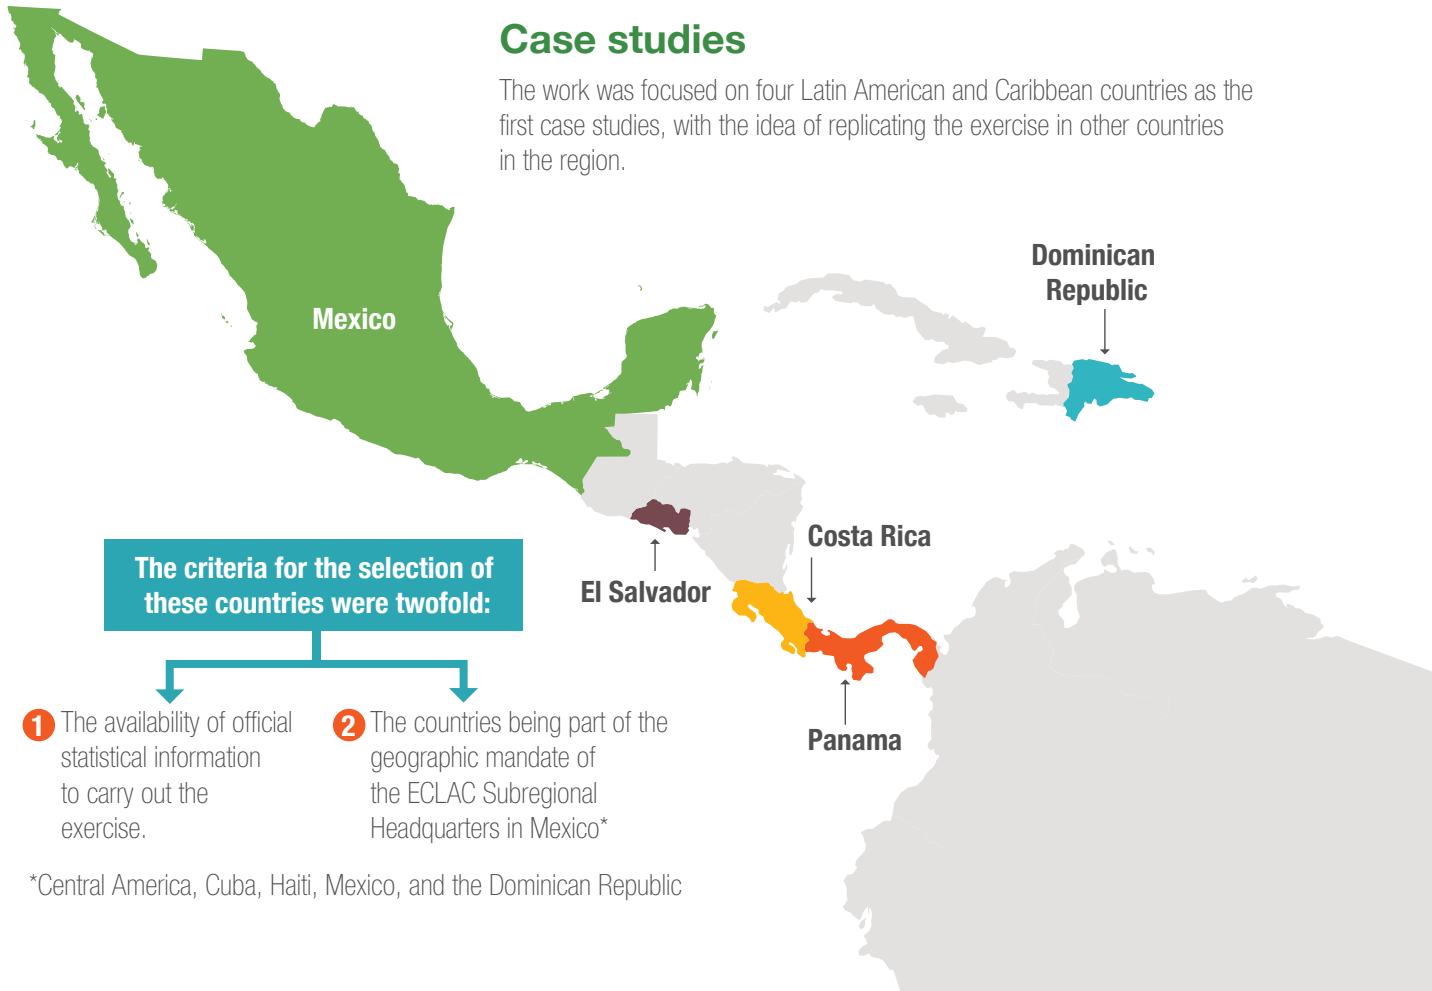 Case studies
The work was focused on four Latin American and Caribbean countries as the
first case studies, with the idea of replicating the exercise in other countries
in the region.
Dominican
Republic
Mexico
Costa Rica
El Salvador
Panama
The criteria for the selection of
these countries were twofold:
1 The availability of official
statistical information
to carry out the
exercise.
2 The countries being part of the
geographic mandate of
the ECLAC Subregional
Headquarters in Mexico*
*Central America, Cuba, Haiti, Mexico, and the Dominican Republic